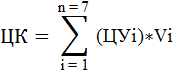 n = 7
ЦК = ∑ (ЦУi)*Vi
i = 1